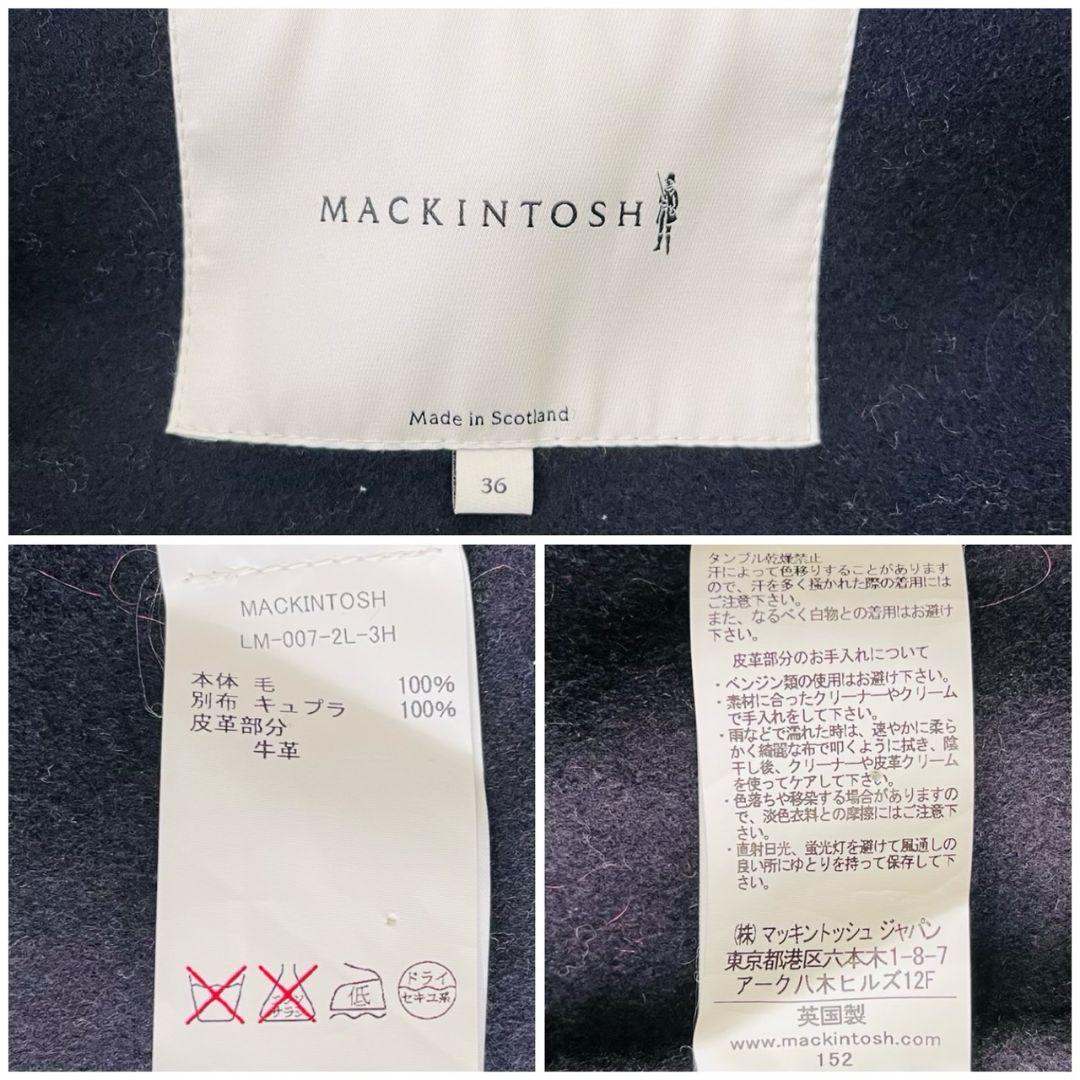 MACKINTOSH
Made in Scotland
36
MACKINTOSH
LM-007-2L-3H
本体 毛 100%
別布 キュプラ 100%
皮革部分
牛革
エンソ
サラシ
低
ドライ
セキユ系
タンブル乾燥禁止
汗によって色移りすることがあります
ので、汗を多く掻かれた際の着用には
ご注意下さい。
また、なるべく白物との着用はお避け
下さい。
皮革部分のお手入れについて
・ベンジン類の使用はお避け下さい。
・素材に合ったクリーナーやクリーム
で手入れをして下さい。
・雨などで濡れた時は、速やかに柔ら
かく綺麗な布で叩くように拭き、陰
干し後、クリーナーや皮革クリーム
を使ってケアして下さい。
・色落ちや移染する場合がありますの
で、淡色衣料との摩擦にはご注意下
さい。
・直射日光、蛍光灯を避けて風通しの
良い所にゆとりを持って保存して下
さい。
㈱ マッキントッシュ ジャパン
東京都港区六本木1-8-7
アーク八木ヒルズ12F
英国製
www.mackintosh.com
152